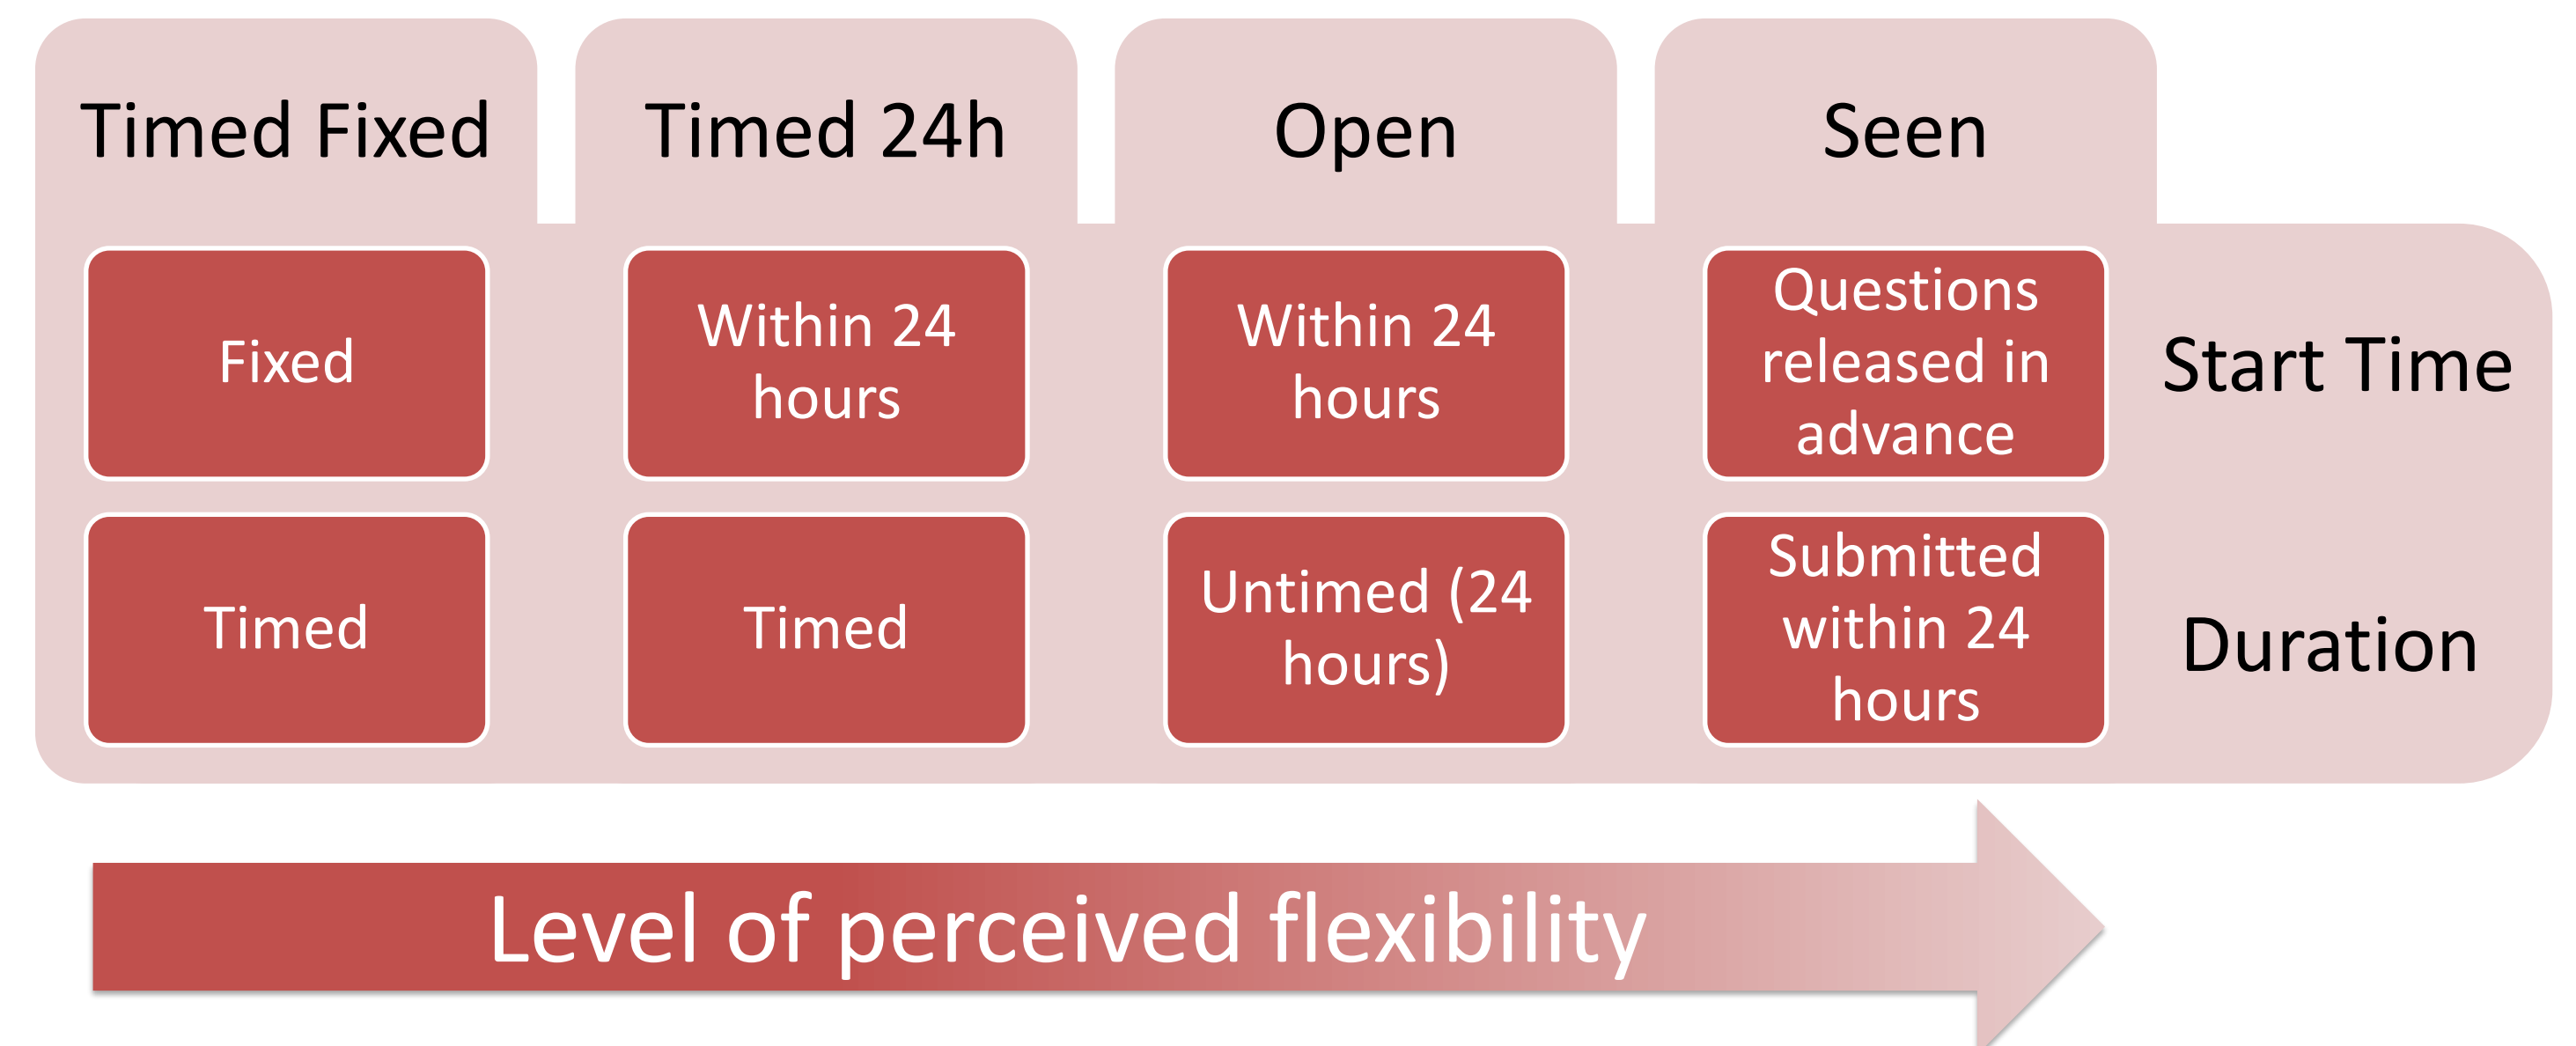 Timed Fixed
Timed 24h
Open
Seen
Fixed
Within 24
hours
Within 24
hours
Questions
released in
advance
Start Time
Timed
Timed
Untimed (24
hours)
Submitted
within 24
hours
Duration
Level of perceived flexibility